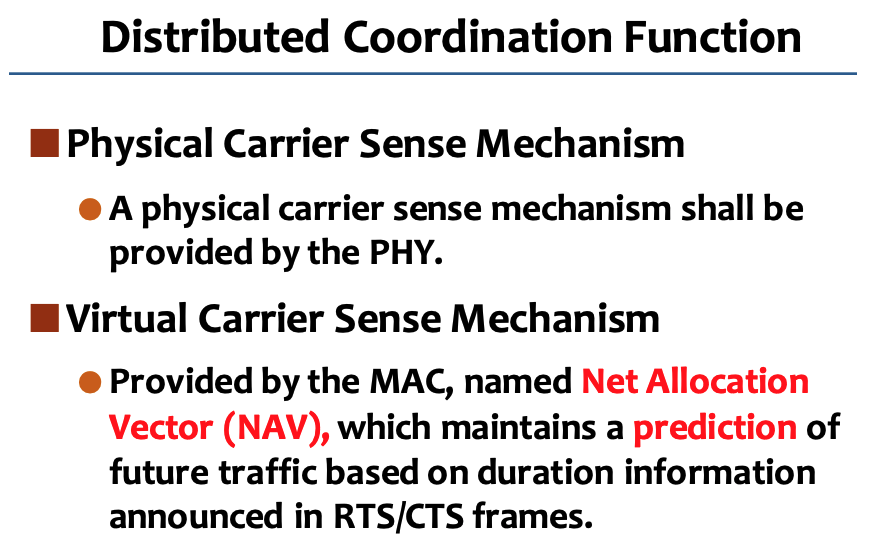 Distributed Coordination Function
Physical Carrier Sense Mechanism
A physical carrier sense mechanism shall be
provided by the PHY.
Virtual Carrier Sense Mechanism
Provided by the MAC, named Net Allocation
Vector (NAV), which maintains a prediction of
future traffic based on duration information
announced in RTS/CTS frames.